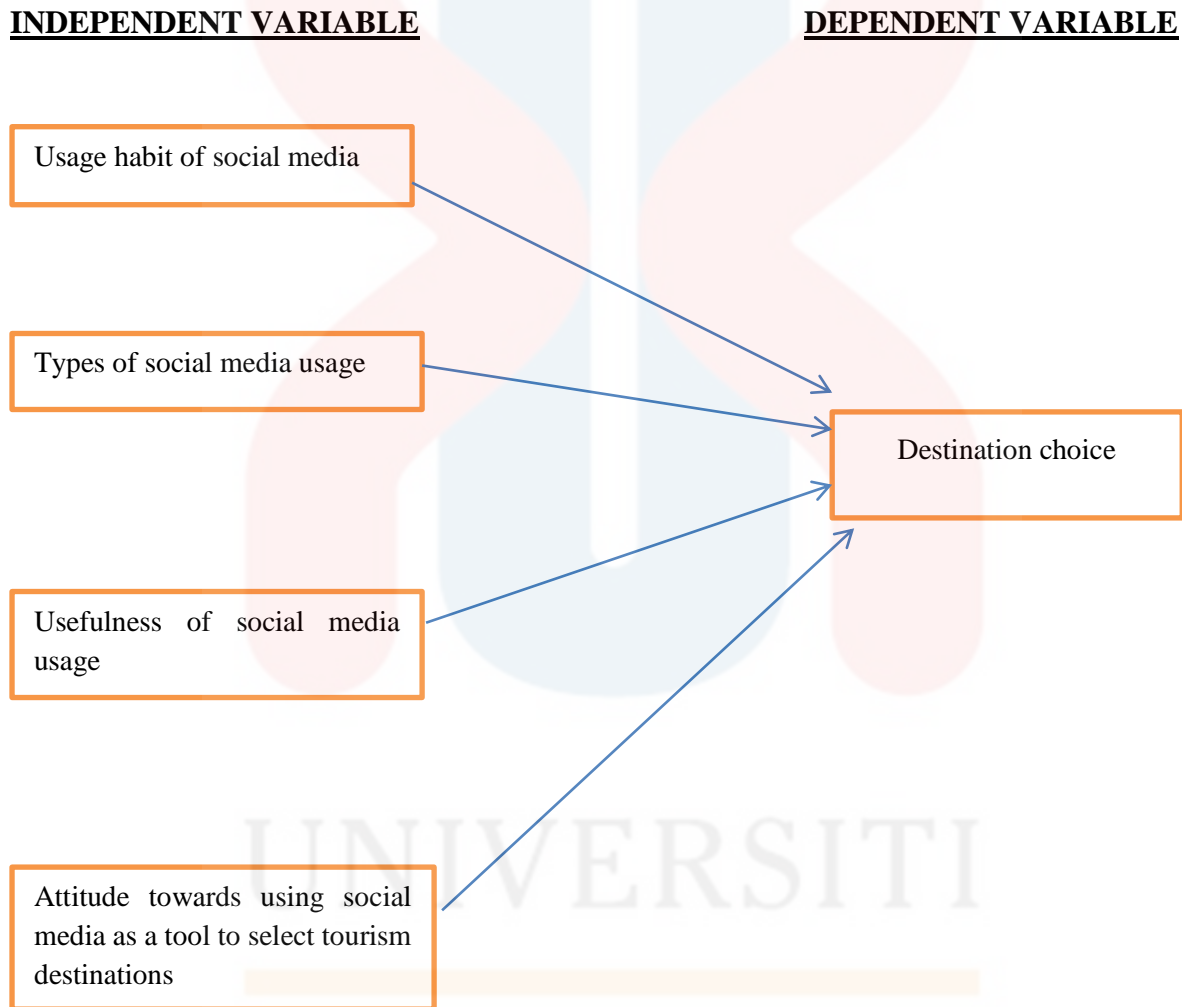 INDEPENDENT VARIABLE
DEPENDENT VARIABLE
Usage habit of social media
Types of social media usage
Destination choice
Usefulness of social media
usage
UNIVERSITI
Attitude towards using social
media as a tool to select tourism
destinations